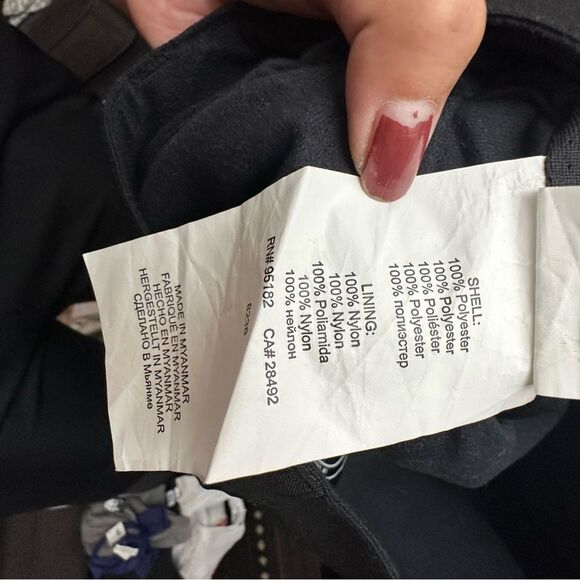 SHELL:
100% Polyester
100% Polyester
100% Poliéster
100% Polyester
100% полиэстер
LINING:
100% Nylon
100% Nylon
100% Poliamida
100% Nylon
100% нейлон
RN# 95182 CA# 28492
8238
MADE IN MYANMAR
FABRIQUÉ EN MYANMAR
HECHO EN MYANMAR
HERGESTELLT IN MYANMAR
СДЕЛАНО В Мьянме